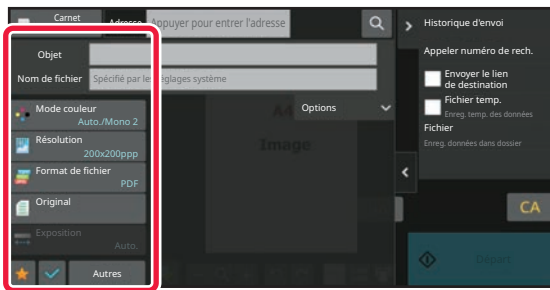 Carnet
Adresse
Appuyer pour entrer l'adresse
Objet
Nom de fichier
Spécifié par les réglages système
Mode couleur
Auto./Mono 2
Résolution
200x200ppp
Format de fichier
PDF
Original
Exposition
Auto.
Autres
A4
Image
Options
Historique d'envoi
Appeler numéro de rech.
Envoyer le lien
de destination
Fichier temp.
Enreg. temp. des données
Fichier
Enreg. données dans dossier
CA
Départ